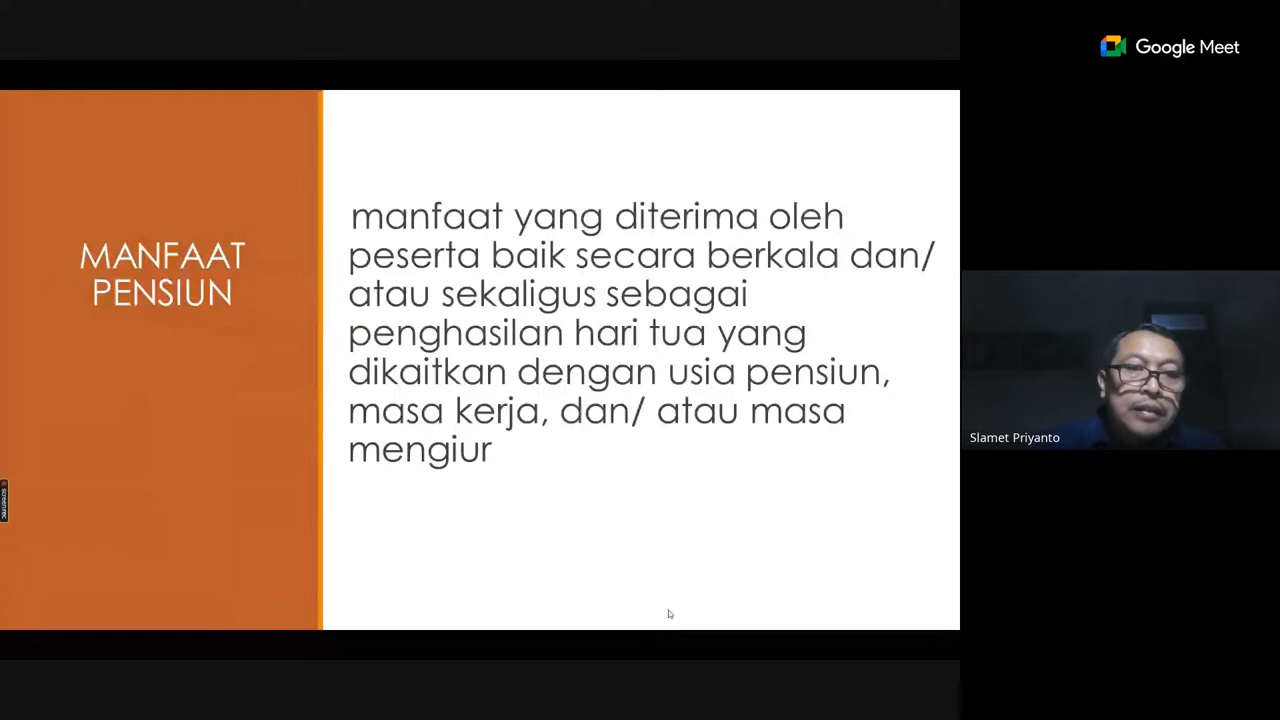 Google Meet
MANFAAT
PENSIUN
manfaat yang diterima oleh
peserta baik secara berkala dan/
atau sekaligus sebagai
penghasilan hari tua yang
dikaitkan dengan usia pensiun,
masa kerja, dan/ atau masa
mengiur
Slamet Priyanto